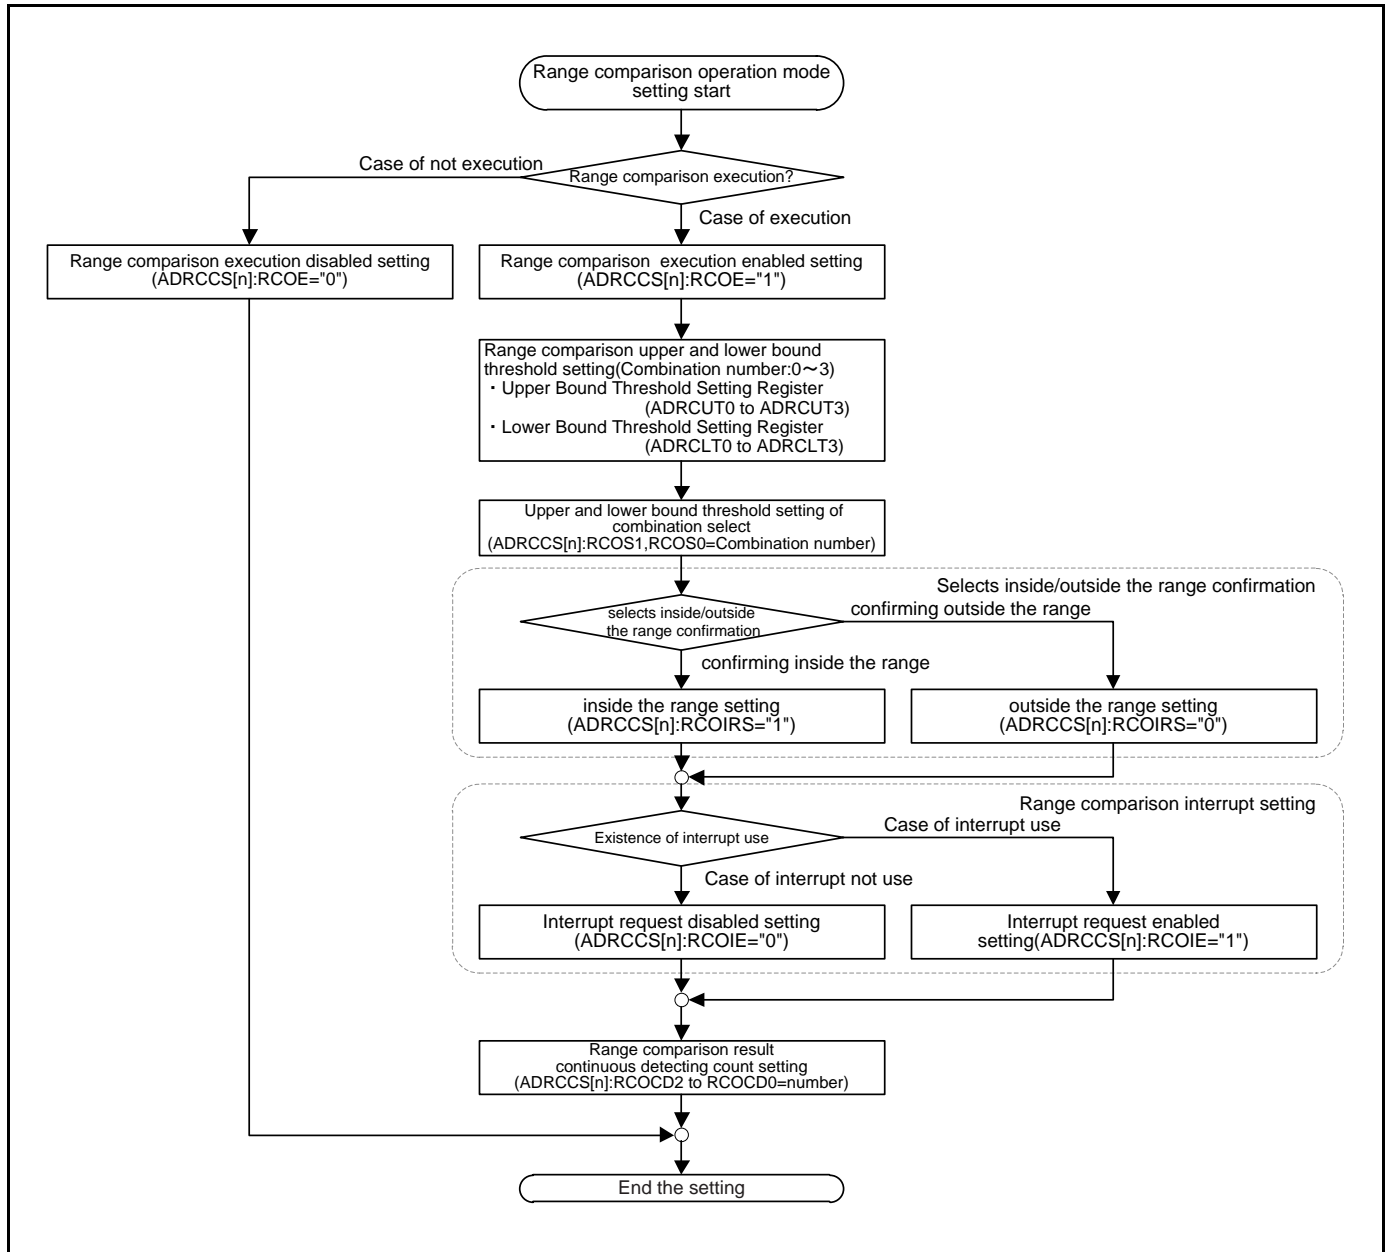 Range comparison operation mode
setting start
Case of not execution
Range comparison execution?
Case of execution
Range comparison execution disabled setting
(ADRCCS[n]:RCOE="0")
Range comparison  execution enabled setting
(ADRCCS[n]:RCOE="1")
Range comparison upper and lower bound
threshold setting(Combination number:0～3)
・Upper Bound Threshold Setting Register
(ADRCUT0 to ADRCUT3)
・Lower Bound Threshold Setting Register
(ADRCLT0 to ADRCLT3)
Upper and lower bound threshold setting of
combination select
(ADRCCS[n]:RCOS1,RCOS0=Combination number)
Selects inside/outside the range confirmation
selects inside/outside
the range confirmation
confirming outside the range
confirming inside the range
inside the range setting
(ADRCCS[n]:RCOIRS="1")
outside the range setting
(ADRCCS[n]:RCOIRS="0")
Range comparison interrupt setting
Existence of interrupt use
Case of interrupt use
Case of interrupt not use
Interrupt request disabled setting
(ADRCCS[n]:RCOIE="0")
Interrupt request enabled
setting(ADRCCS[n]:RCOIE="1")
Range comparison result
continuous detecting count setting
(ADRCCS[n]:RCOCD2 to RCOCD0=number)
End the setting